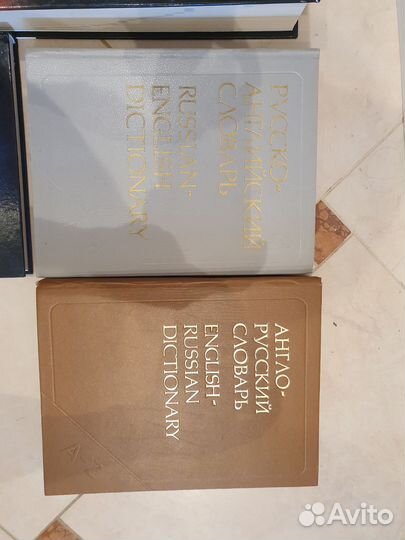 РУССКО-
АНГЛИЙСКИЙ
СЛОВАРЬ
RUSSIAN-
ENGLISH
DICTIONARY
АНГЛО-
РУССКИЙ
СЛОВАРЬ
ENGLISH-
RUSSIAN
DICTIONARY
Avito